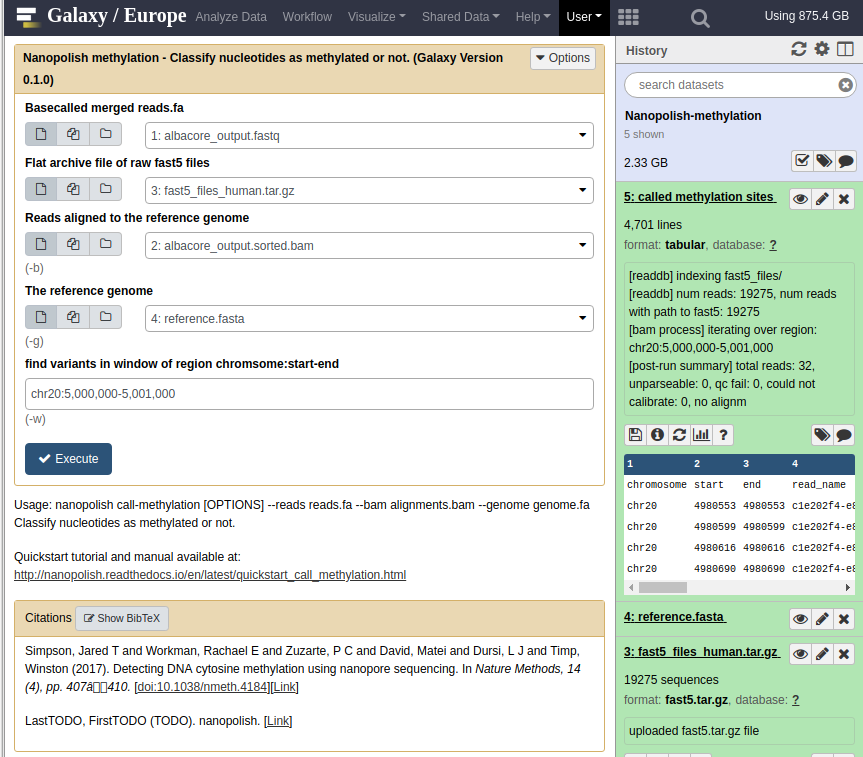 Galaxy / Europe Analyze Data Workflow Visualize Shared Data Help User Using 875.4 GB
Nanopolish methylation - Classify nucleotides as methylated or not. (Galaxy Version 0.1.0)
Options
Basecalled merged reads.fa
1: albacore_output.fastq
Flat archive file of raw fast5 files
3: fast5_files_human.tar.gz
Reads aligned to the reference genome
2: albacore_output.sorted.bam
(-b)
The reference genome
4: reference.fasta
(-g)
find variants in window of region chromsome:start-end
chr20:5,000,000-5,001,000
(-w)
Execute
Usage: nanopolish call-methylation [OPTIONS] --reads reads.fa --bam alignments.bam --genome genome.fa
Classify nucleotides as methylated or not.
Quickstart tutorial and manual available at:
http://nanopolish.readthedocs.io/en/latest/quickstart_call_methylation.html
Citations Show BibTeX
Simpson, Jared T and Workman, Rachael E and Zuzarte, P C and David, Matei and Dursi, L J and Timp,
Winston (2017). Detecting DNA cytosine methylation using nanopore sequencing. In Nature Methods, 14
(4), pp. 407â410. [doi:10.1038/nmeth.4184][Link]
LastTODO, FirstTODO (TODO). nanopolish. [Link]
History
search datasets
Nanopolish-methylation
5 shown
2.33 GB
5: called methylation sites
4,701 lines
format: tabular, database: ?
[readdb] indexing fast5_files/
[readdb] num reads: 19275, num reads
with path to fast5: 19275
[bam process] iterating over region:
chr20:5,000,000-5,001,000
[post-run summary] total reads: 32,
unparseable: 0, qc fail: 0, could not
calibrate: 0, no alignm
1 2 3 4
chromosome start end read_name
chr20 4980553 4980553 c1e202f4-e8
chr20 4980599 4980599 c1e202f4-e8
chr20 4980616 4980616 c1e202f4-e8
chr20 4980690 4980690 c1e202f4-e8
4: reference.fasta
3: fast5_files_human.tar.gz
19275 sequences
format: fast5.tar.gz, database: ?
uploaded fast5.tar.gz file